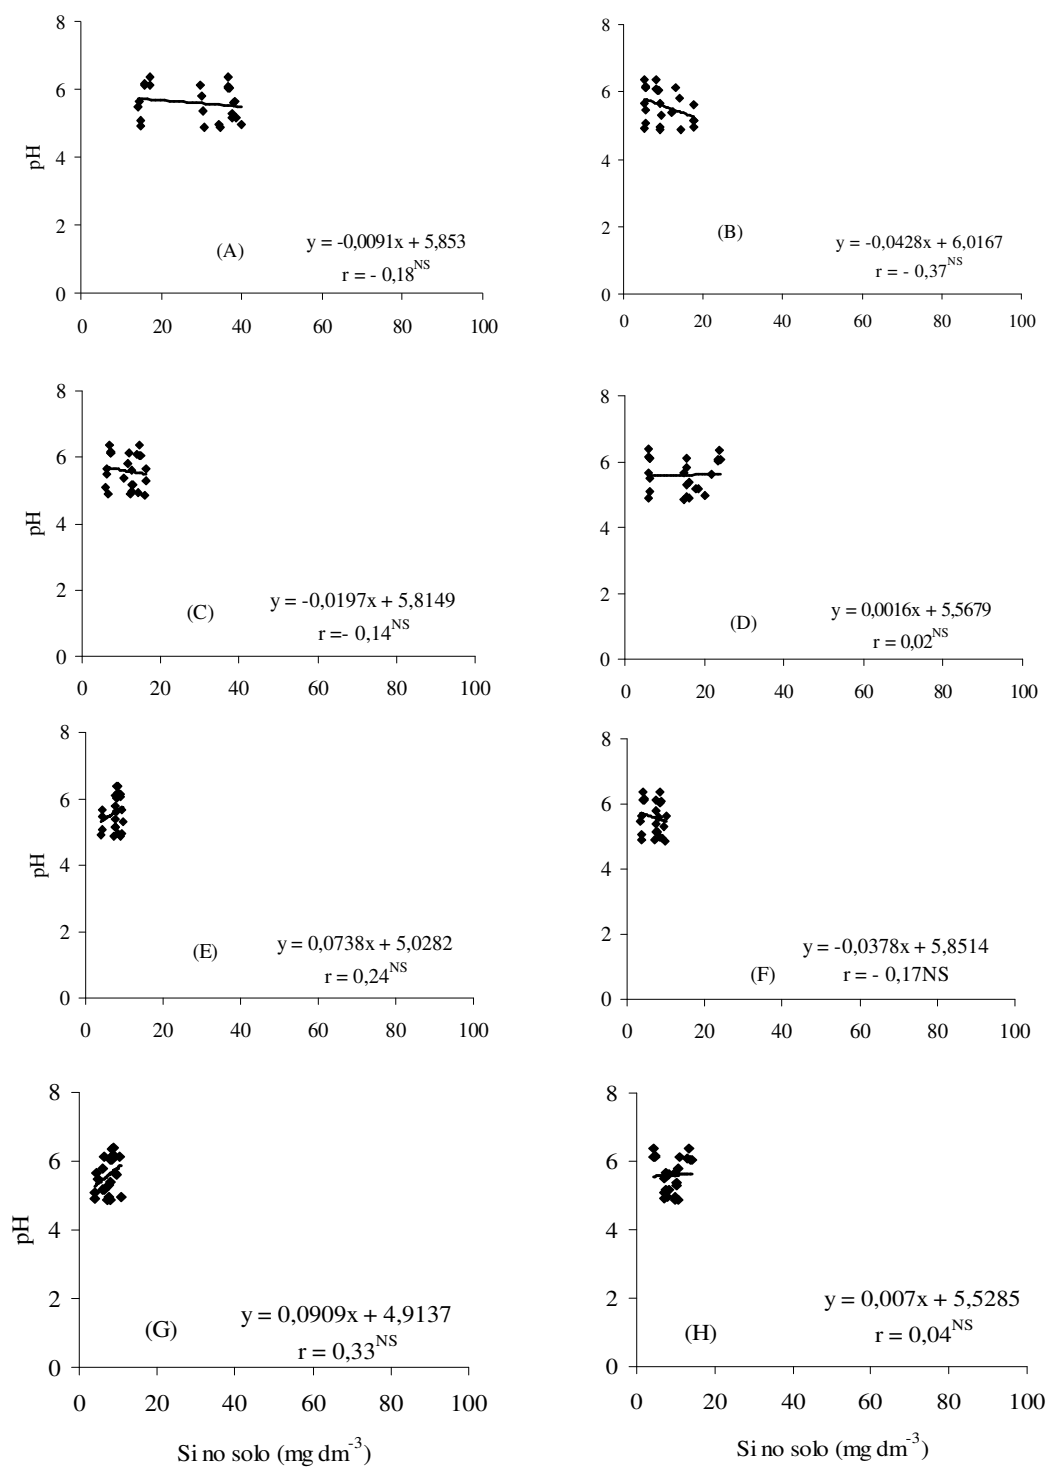 8
6
4
2
0
pH
(A)
y = -0,0091x + 5,853
r = - 0,18NS
0 20 40 60 80 100
8
6
4
2
0
(B)
y = -0,0428x + 6,0167
r = - 0,37NS
0 20 40 60 80 100
8
6
4
2
0
pH
(C)
y = -0,0197x + 5,8149
r =- 0,14NS
0 20 40 60 80 100
8
6
4
2
0
(D)
y = 0,0016x + 5,5679
r = 0,02NS
0 20 40 60 80 100
8
6
4
2
0
pH
(E)
y = 0,0738x + 5,0282
r = 0,24NS
0 20 40 60 80 100
8
6
4
2
0
(F)
y = -0,0378x + 5,8514
r = - 0,17NS
0 20 40 60 80 100
8
6
4
2
0
pH
(G)
y = 0,0909x + 4,9137
r = 0,33NS
0 20 40 60 80 100
Si no solo (mg dm-3)
8
6
4
2
0
(H)
y = 0,007x + 5,5285
r = 0,04NS
0 20 40 60 80 100
Si no solo (mg dm-3)